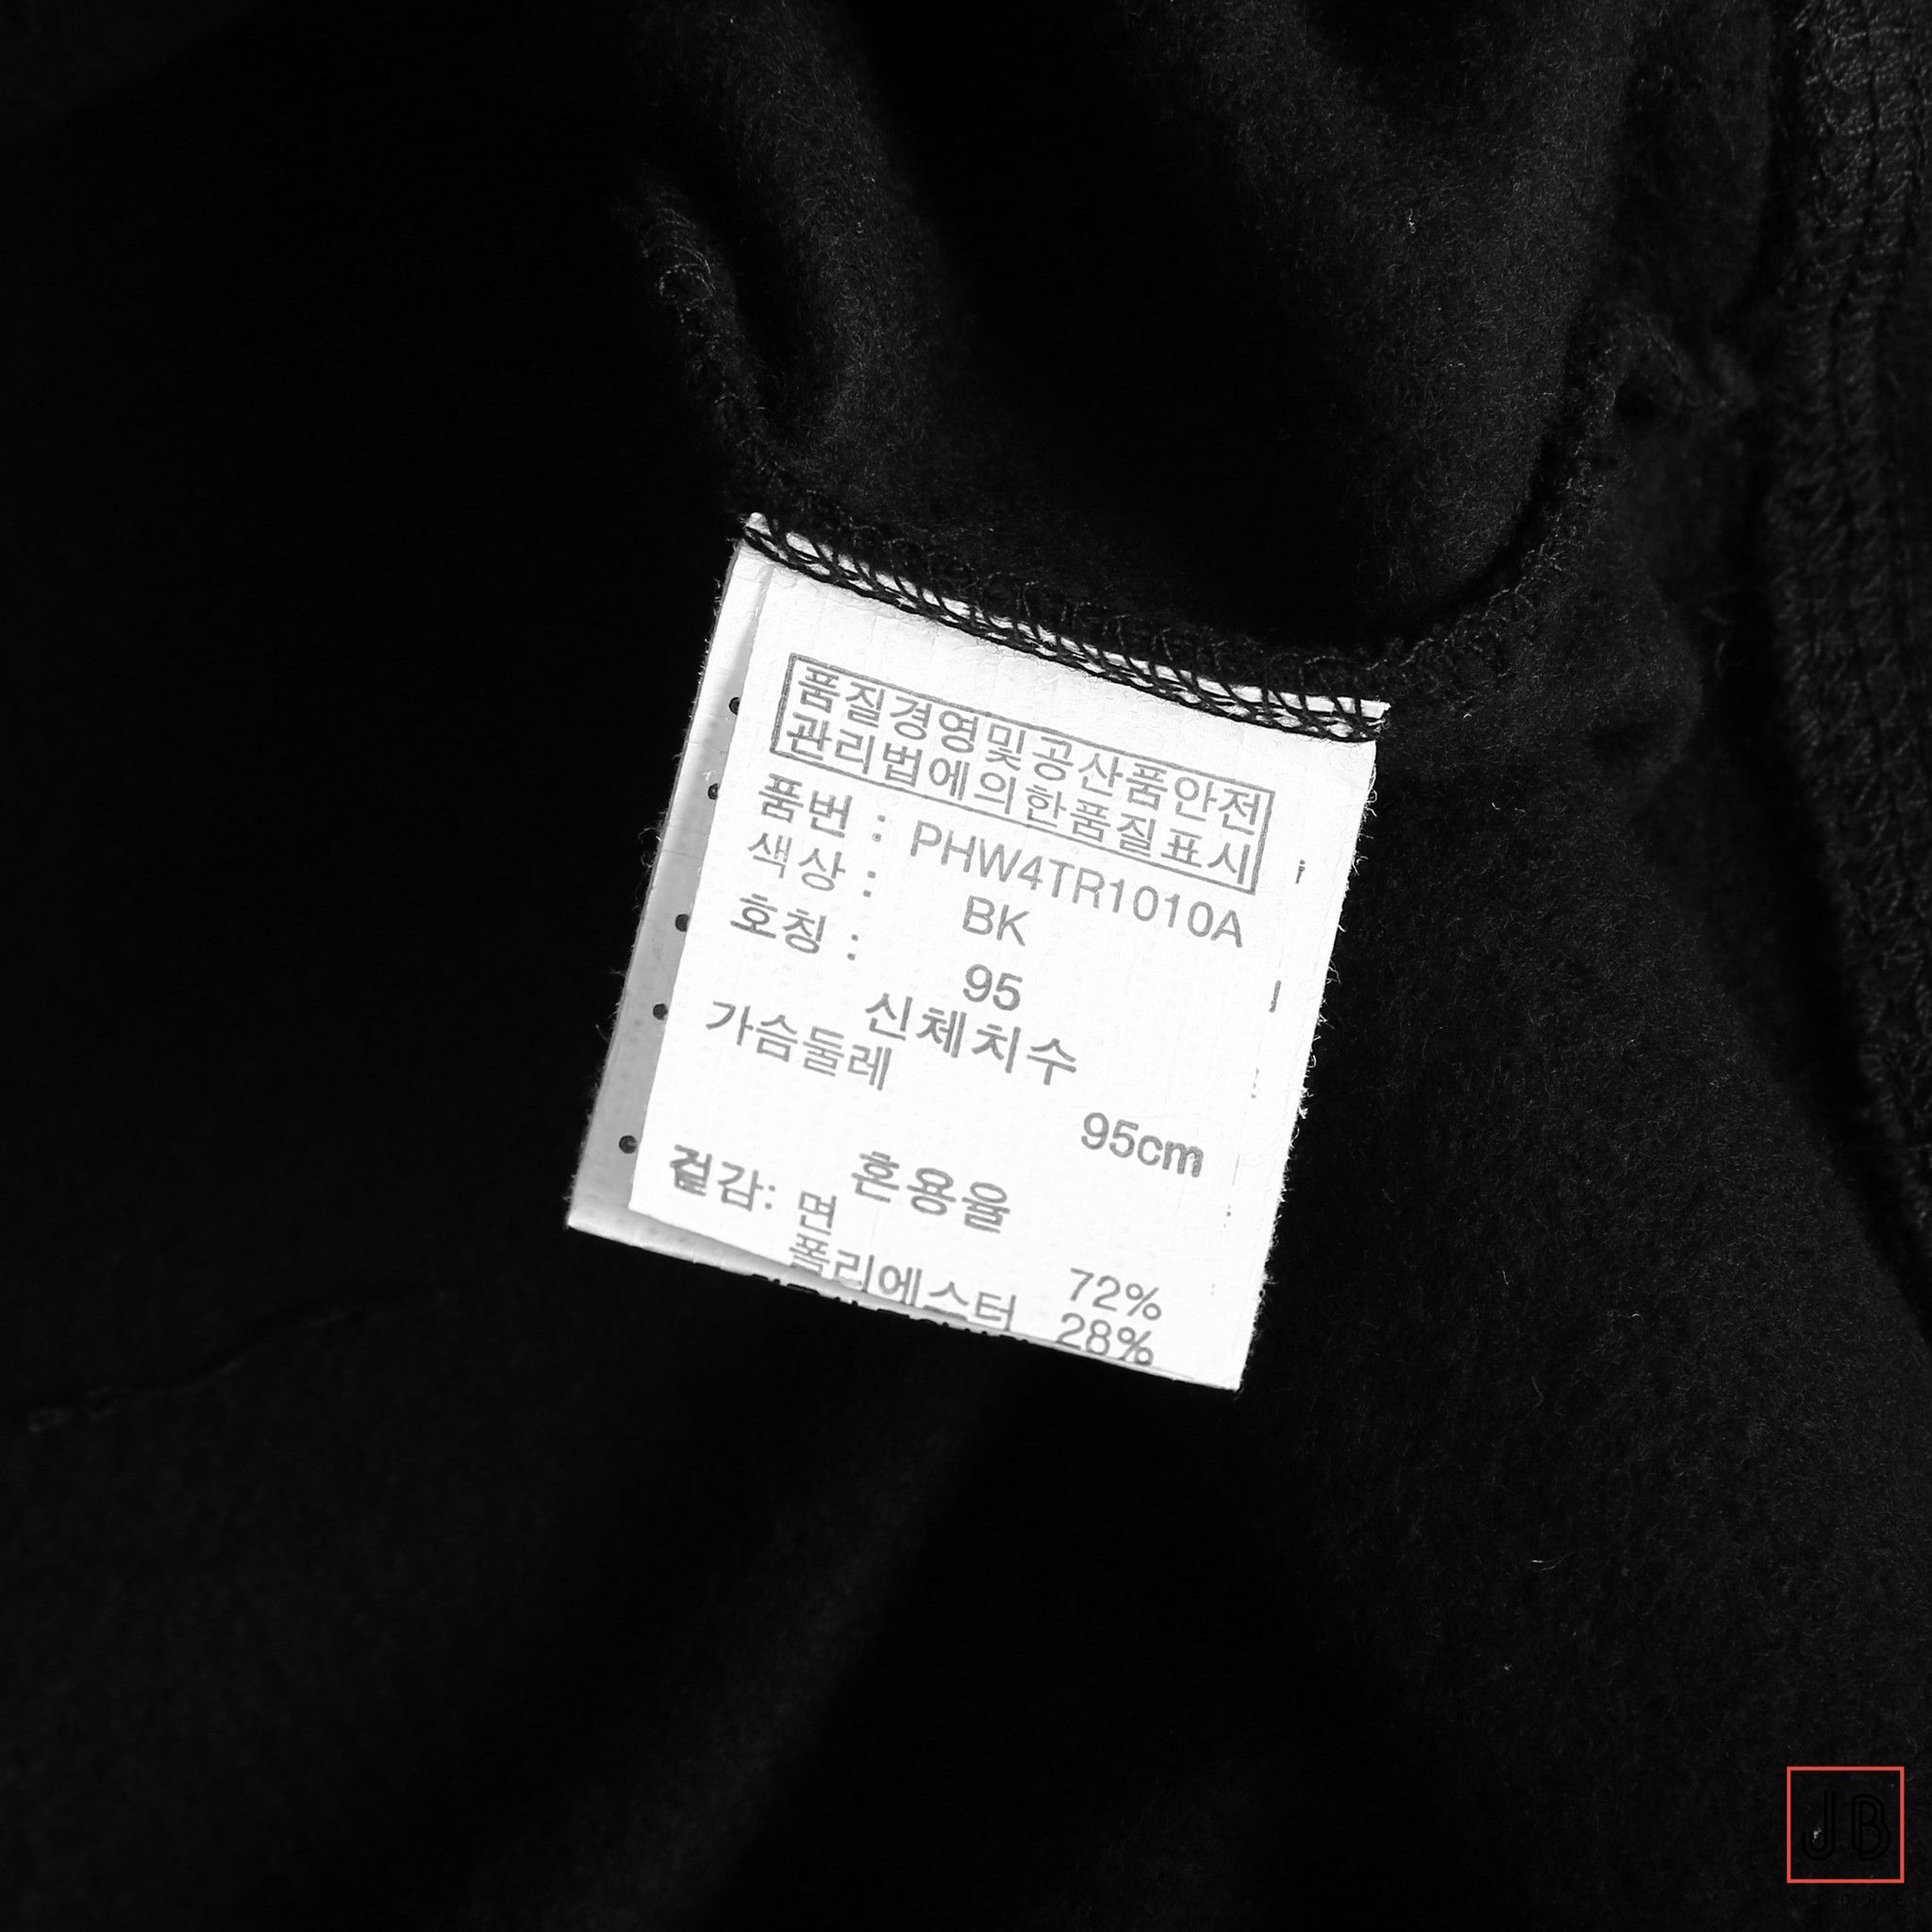 품질경영및공산품안전
관리법에의한품질표시
품번 : PHW4TR1010A
색상 : BK
호칭 : 95
신체치수
가슴둘레 95cm
혼용율
겉감: 면 72%
폴리에스터 28%
JB